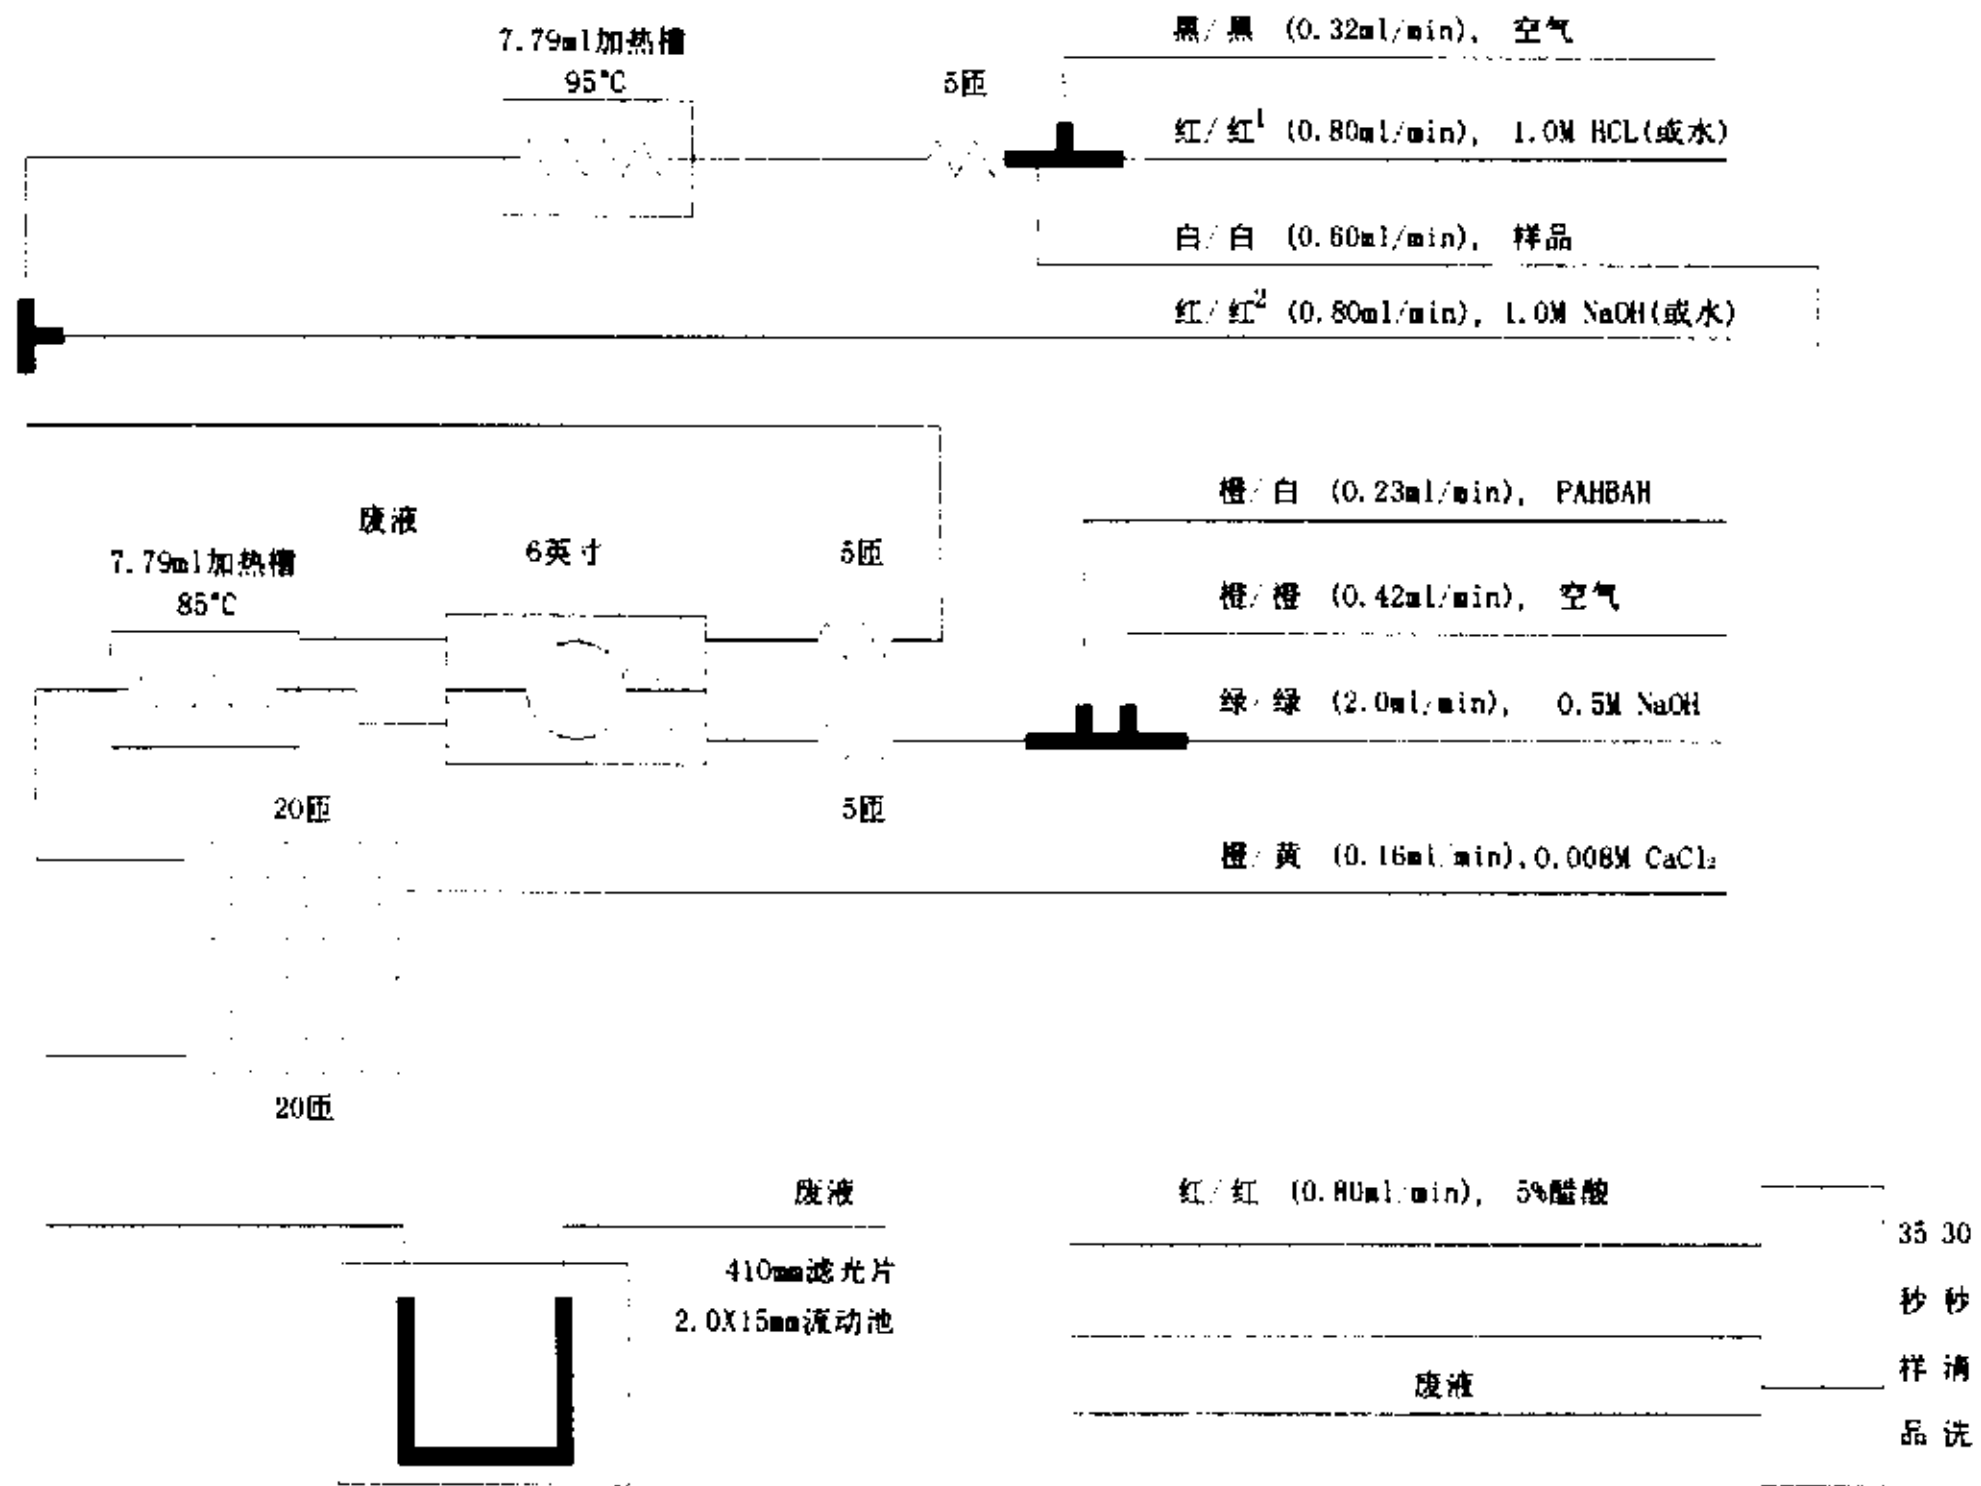 黑/黑 (0.32ml/min), 空气
7.79ml加热槽
95°C
5匝
红/红1 (0.80ml/min), 1.0M HCL(或水)
白/白 (0.60ml/min), 样品
红/红2 (0.80ml/min), 1.0M NaOH(或水)
橙/白 (0.23ml/min), PAHBAH
废液
6英寸
5匝
7.79ml加热槽
85°C
橙/橙 (0.42ml/min), 空气
绿/绿 (2.0ml/min), 0.5M NaOH
20匝
5匝
橙/黄 (0.16ml/min),0.008M CaCl₂
20匝
废液
红/红 (0.80ml/min), 5%醋酸
410mm滤光片
2.0X15mm流动池
废液
35秒样品
30秒清洗